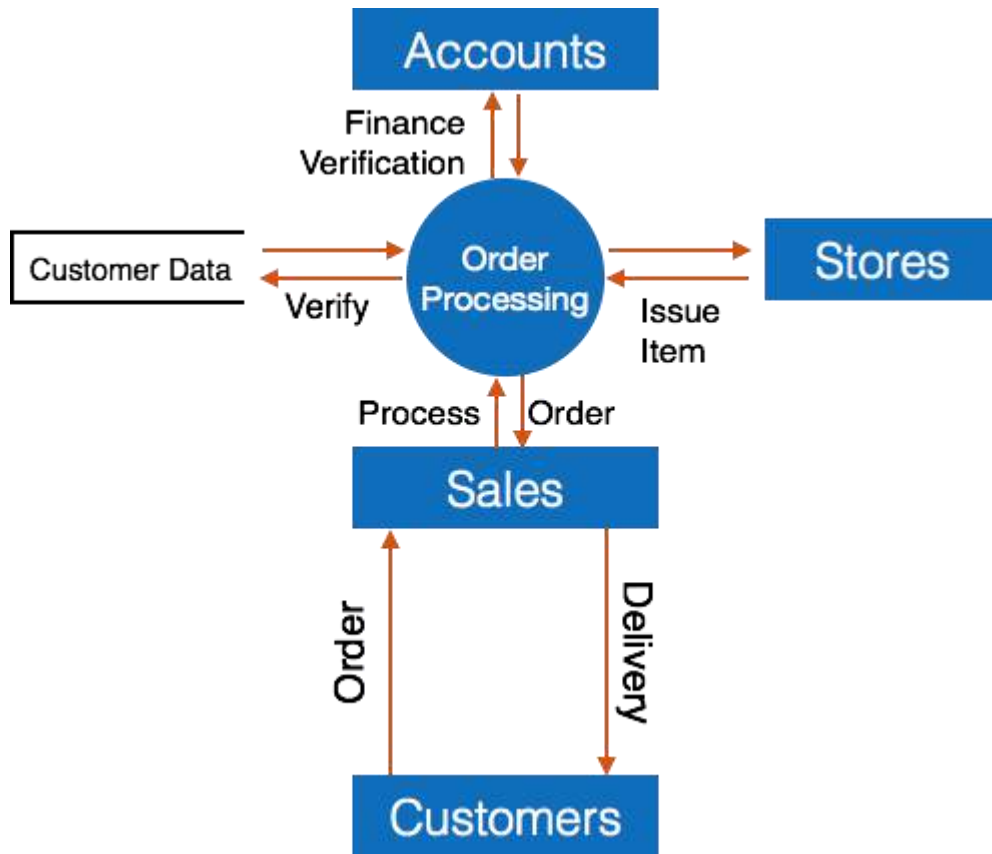 Accounts
Finance
Verification
Customer Data
Verify
Order
Processing
Stores
Issue
Item
Process
Order
Sales
Order
Delivery
Customers